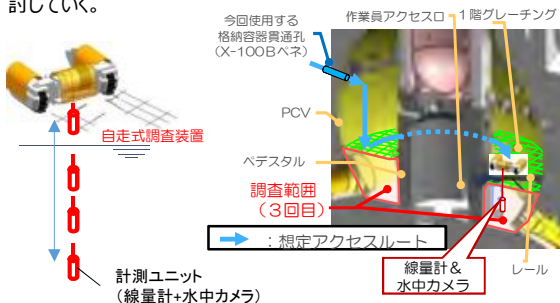 討していく。
自走式調査装置
計測ユニット
(線量計+水中カメラ)
今回使用する
格納容器貫通孔
(X-100Bペネ)
作業員アクセス口
1階グレーチング
PCV
ペデスタル
調査範囲
(3回目)
:想定アクセスルート
線量計&
水中カメラ
レール